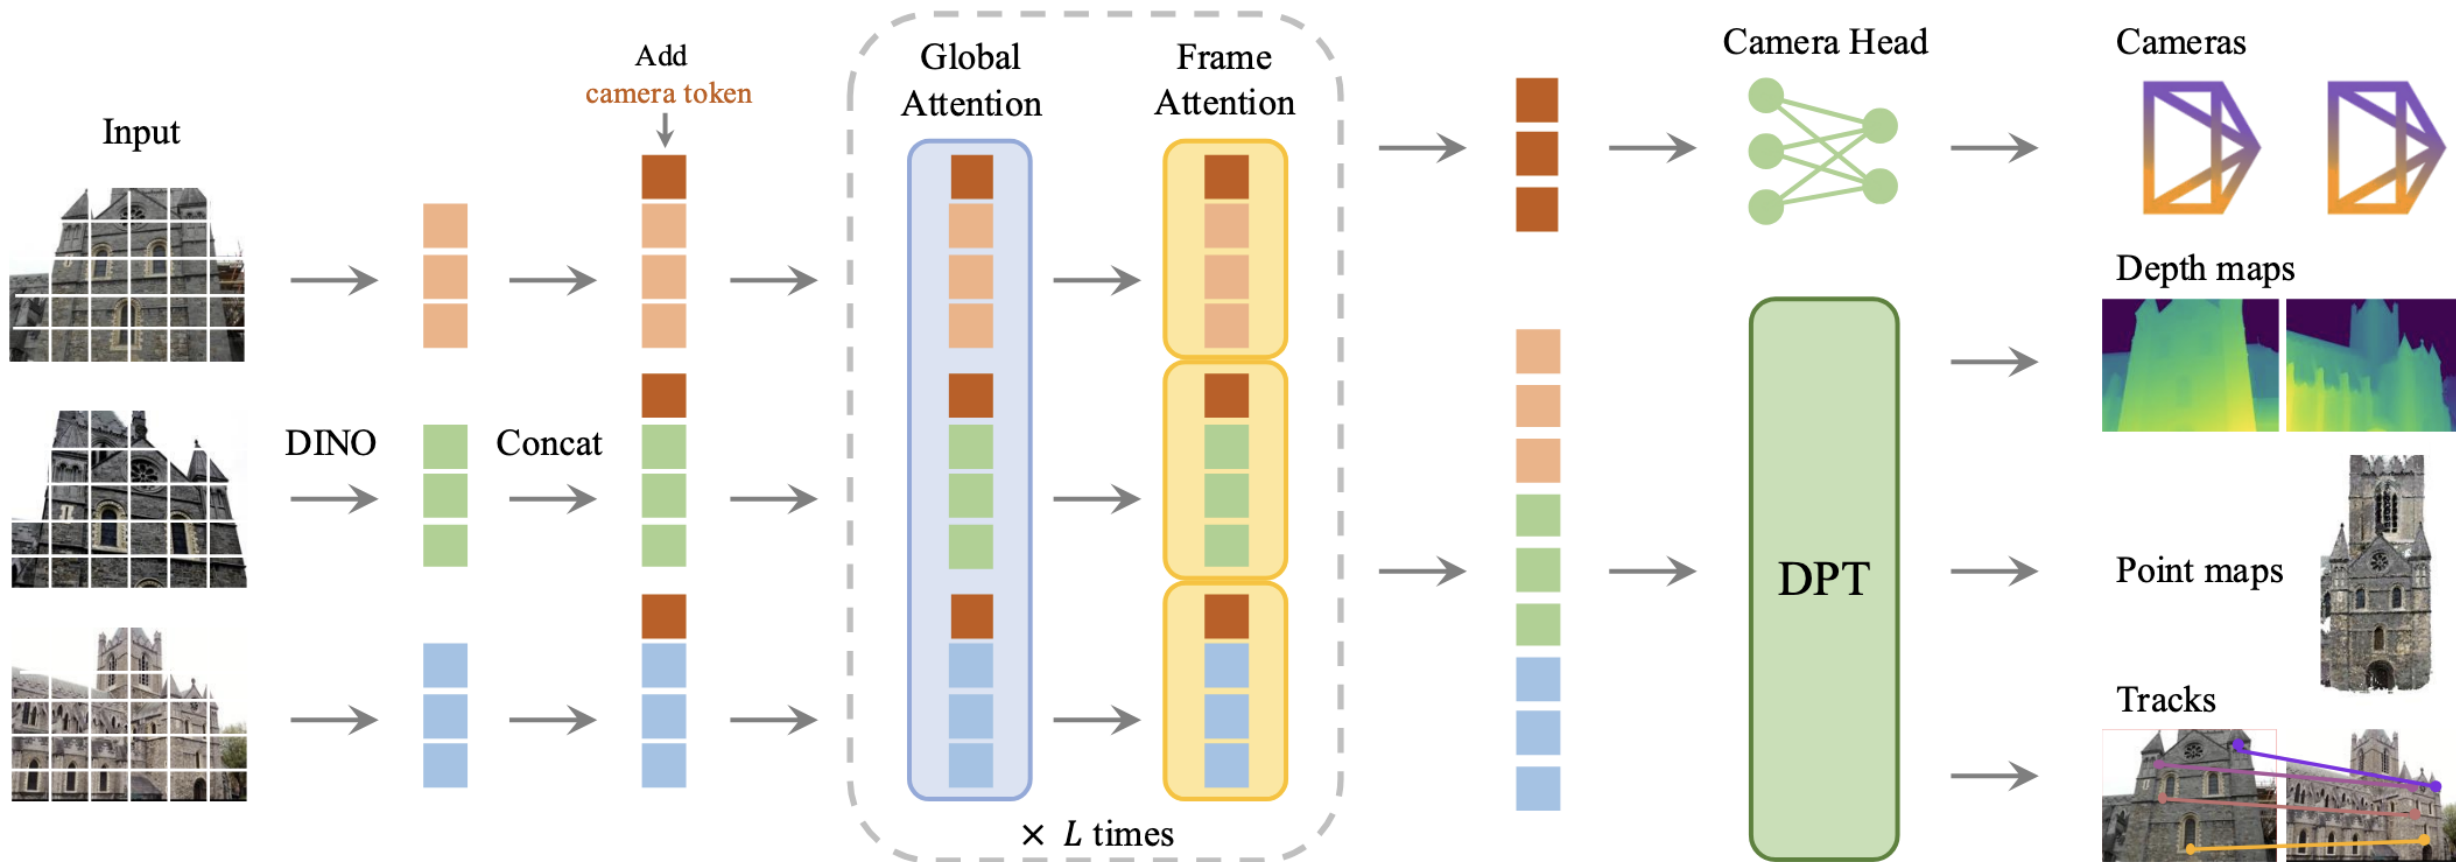 Input
DINO
Concat
Add
camera token
Global
Attention
Frame
Attention
× L times
Camera Head
DPT
Cameras
Depth maps
Point maps
Tracks